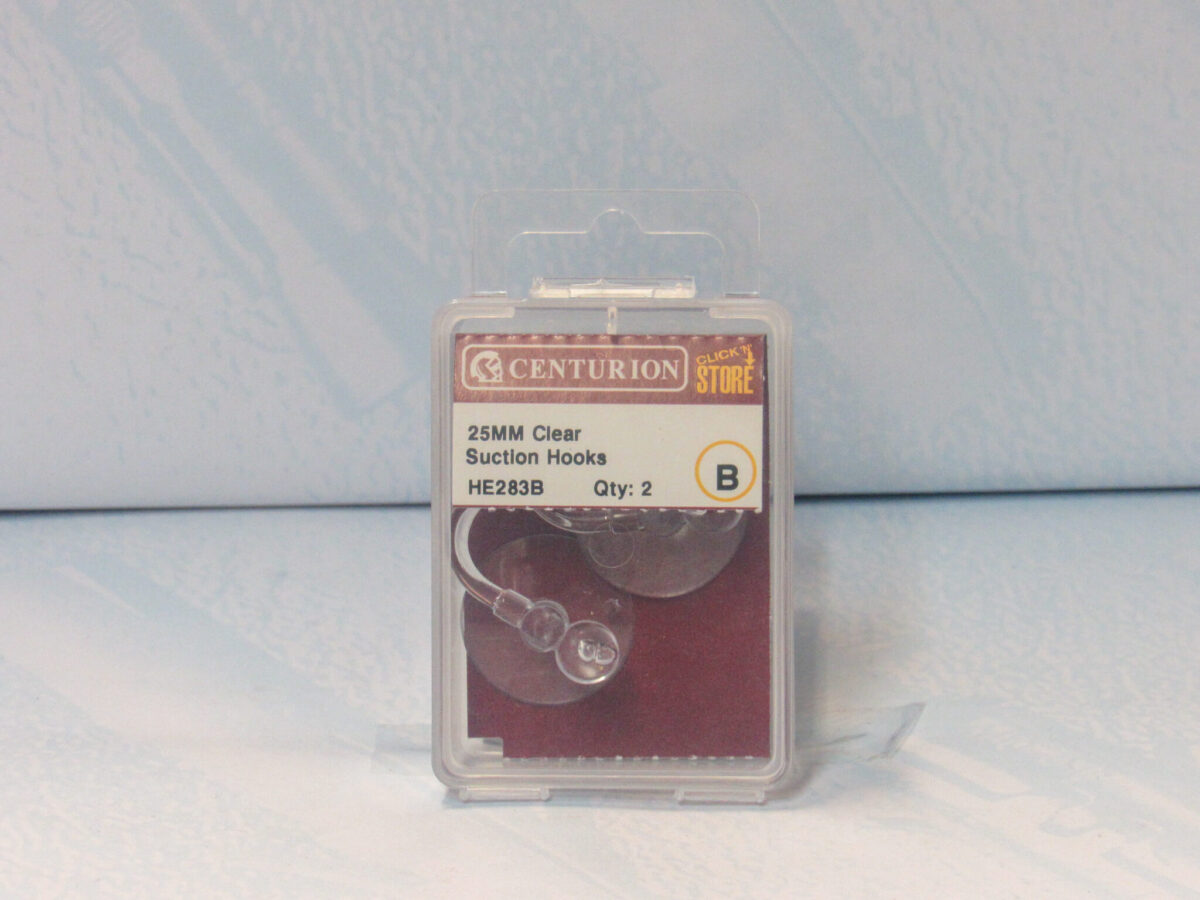 CENTURION
CLICK 'N'
STORE
25MM Clear
Suction Hooks
HE283B Qty: 2
B